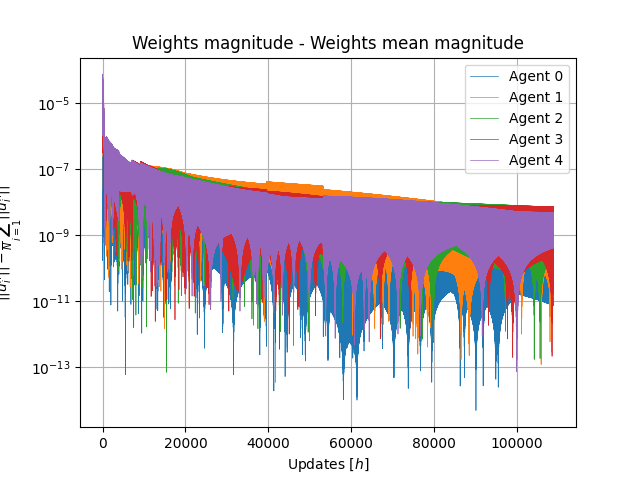 Weights magnitude - Weights mean magnitude
Agent 0
Agent 1
Agent 2
Agent 3
Agent 4
10⁻⁵
10⁻⁷
10⁻⁹
10⁻¹¹
10⁻¹³
0
20000
40000
60000
80000
100000
Updates [h]